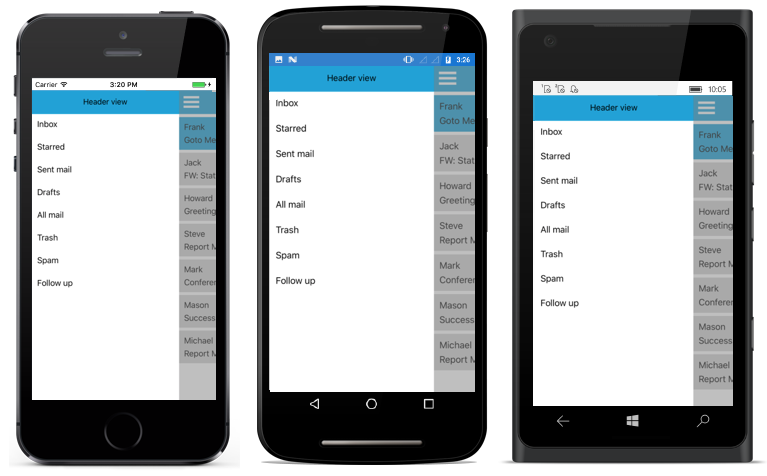 Carrier 3:20 PM
Header view
Inbox
Starred
Sent mail
Drafts
All mail
Trash
Spam
Follow up
Frank
Goto Me
Jack
FW: Stat
Howard
Greeting
Steve
Report M
Mark
Conferer
Mason
Success
Michael
Report M
3:26
Header view
Inbox
Starred
Sent mail
Drafts
All mail
Trash
Spam
Follow up
Frank
Goto Me
Jack
FW: Stat
Howard
Greeting
Steve
Report M
Mark
Conferer
Mason
Success
Michael
Report M
10:05
Header view
Inbox
Starred
Sent mail
Drafts
All mail
Trash
Spam
Follow up
Frank
Goto Me
Jack
FW: Stat
Howard
Greeting
Steve
Report M
Mark
Conferer
Mason
Success
Michael
Report M